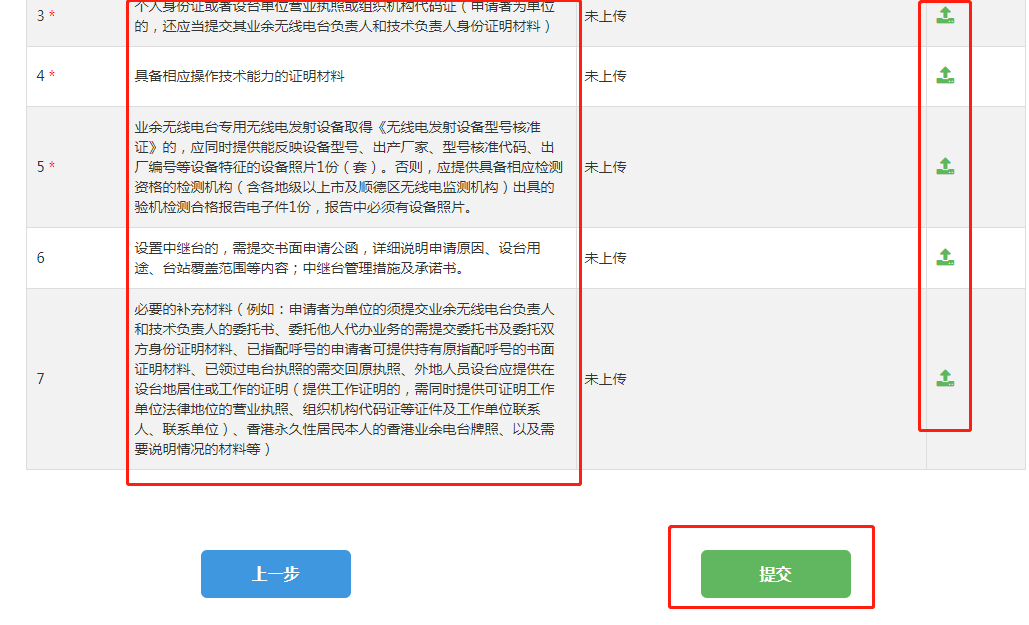 个人身份证或者设台单位营业执照或组织机构代码证（申请者为单位
3 *
未上传
的，还应当提交其业余无线电台负责人和技术负责人身份证明材料）
4 *
具备相应操作技术能力的证明材料
未上传
业余无线电台专用无线电发射设备取得《无线电发射设备型号核准
证》的，应同时提供能反映设备型号、出产厂家、型号核准代码、出
5 *
厂编号等设备特征的设备照片1份（套）。否则，应提供具备相应检测
未上传
资格的检测机构（含各地级以上市及顺德区无线电监测机构）出具的
验机检测合格报告电子件1份，报告中必须有设备照片。
6
设置中继台的，需提交书面申请公函，详细说明申请原因、设台用
途、台站覆盖范围等内容；中继台管理措施及承诺书。
未上传
必要的补充材料（例如：申请者为单位的须提交业余无线电台负责人
和技术负责人的委托书、委托他人代办业务的需提交委托书及委托双
方身份证明材料、已指配呼号的申请者可提供持有原指配呼号的书面
证明材料、已领过电台执照的需交回原执照、外地人员设台应提供在
7
设台地居住或工作的证明（提供工作证明的，需同时提供可证明工作
未上传
单位法律地位的营业执照、组织机构代码证等证件及工作单位联系
人、联系单位）、香港永久性居民本人的香港业余电台牌照、以及需
要说明情况的材料等）
上一步
提交